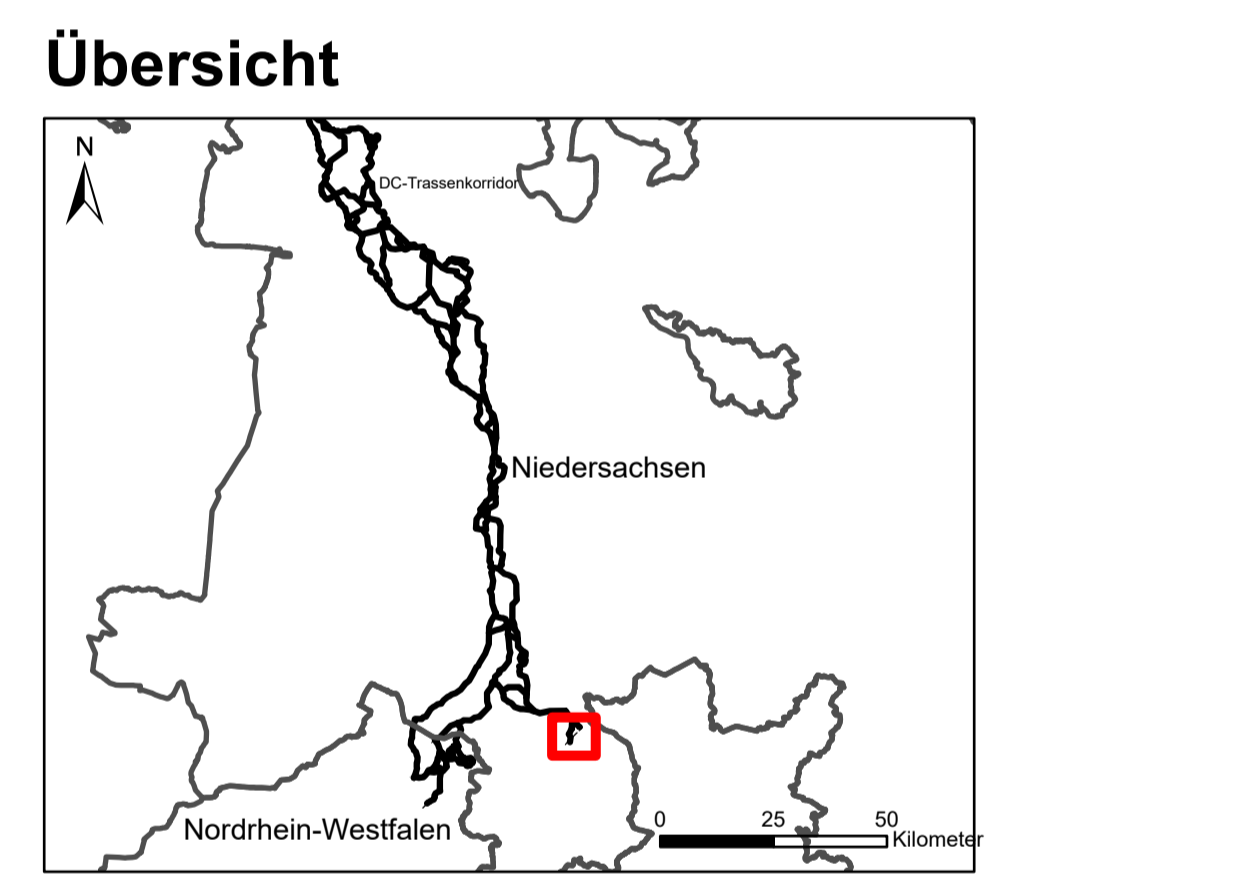 Übersicht
N
DC-Trassenkorridor
Niedersachsen
Nordrhein-Westfalen
0 25 50
Kilometer